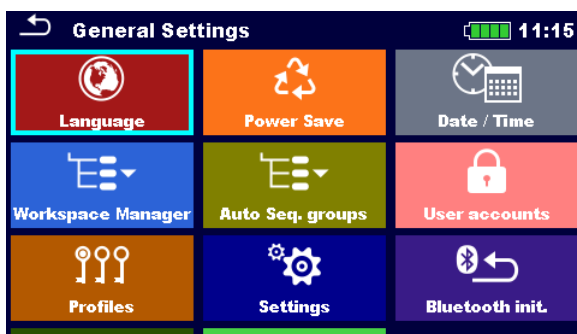 General Settings
11:15
Language
Power Save
Date / Time
Workspace Manager
Auto Seq. groups
User accounts
Profiles
Settings
Bluetooth init.